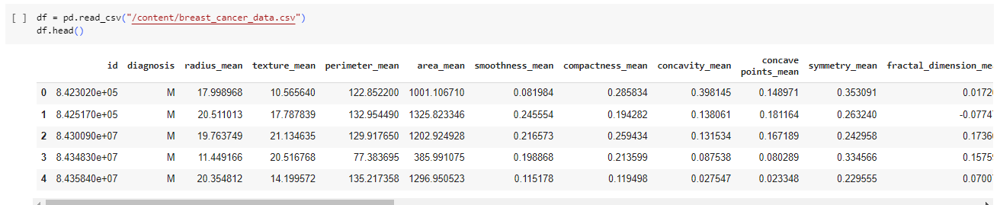 [ ] df = pd.read_csv("/content/breast_cancer_data.csv")
df.head()
id diagnosis radius_mean texture_mean perimeter_mean area_mean smoothness_mean compactness_mean concavity_mean concave points_mean symmetry_mean fractal_dimension_mea
0 8.423020e+05 M 17.998968 10.565640 122.852200 1001.106710 0.081984 0.285834 0.398145 0.148971 0.353091 0.0172
1 8.425170e+05 M 20.511013 17.787839 132.954490 1325.823346 0.245554 0.194282 0.138061 0.181164 0.263240 -0.0774
2 8.430090e+07 M 19.763749 21.134635 129.917650 1202.924928 0.216573 0.259434 0.131534 0.167189 0.242958 0.1736
3 8.434830e+07 M 11.449166 20.516768 77.383695 385.991075 0.198868 0.213599 0.087538 0.080289 0.334566 0.1575
4 8.435840e+07 M 20.354812 14.199572 135.217358 1296.950523 0.115178 0.119498 0.027547 0.023348 0.229555 0.0700